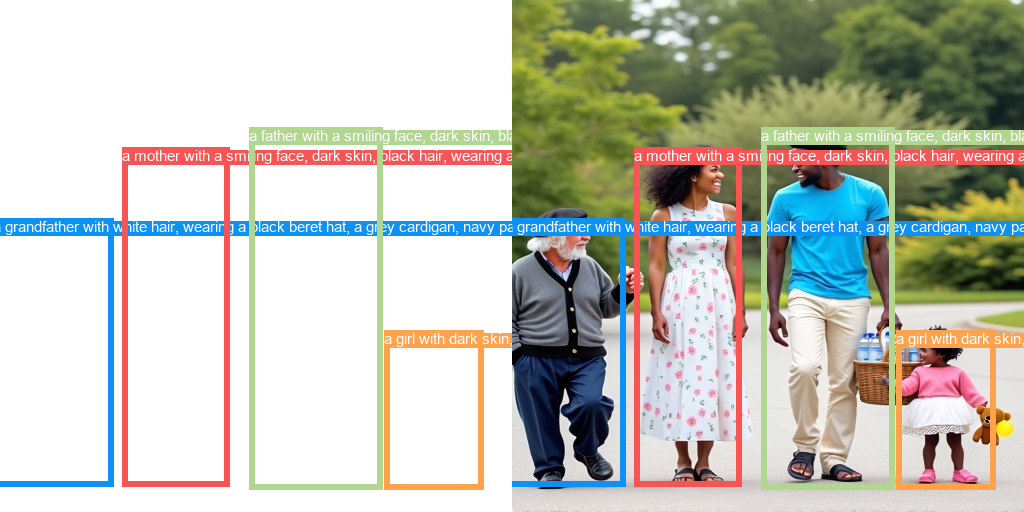 a father with a smiling face, dark skin, bla
a father with a smiling face, dark skin, bla
a mother with a smiling face, dark skin, black hair, wearing a
a mother with a smiling face, dark skin, black hair, wearing a
grandfather with white hair, wearing a black beret hat, a grey cardigan, navy pa
grandfather with white hair, wearing a black beret hat, a grey cardigan, navy pa
a girl with dark skin,
a girl with dark skin,